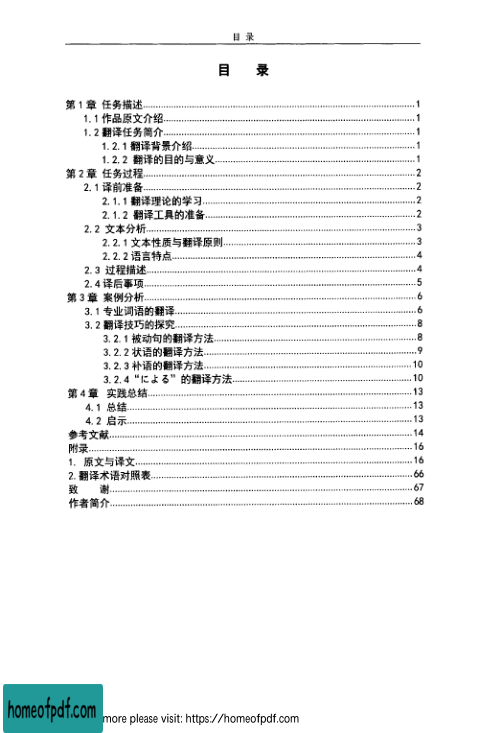 目 录
目 录
第1章 任务描述 1
1.1作品原文介绍 1
1.2翻译任务简介 1
1.2.1翻译背景介绍 1
1.2.2 翻译的目的与意义 1
第2章 任务过程 2
2.1译前准备 2
2.1.1翻译理论的学习 2
2.1.2 翻译工具的准备 2
2.2 文本分析 3
2.2.1文本性质与翻译原则 3
2.2.2语言特点 4
2.3 过程描述 4
2.4译后事项 5
第3章 案例分析 6
3.1专业词语的翻译 6
3.2翻译技巧的探究 8
3.2.1被动句的翻译方法 8
3.2.2状语的翻译方法 9
3.2.3补语的翻译方法 10
3.2.4“による”的翻译方法 10
第4章 实践总结 13
4.1 总结 13
4.2 启示 13
参考文献 14
附录 16
1. 原文与译文 16
2.翻译术语对照表 66
致 谢 67
作者简介 68
homeofpdf.com
more please visit: https://homeofpdf.com